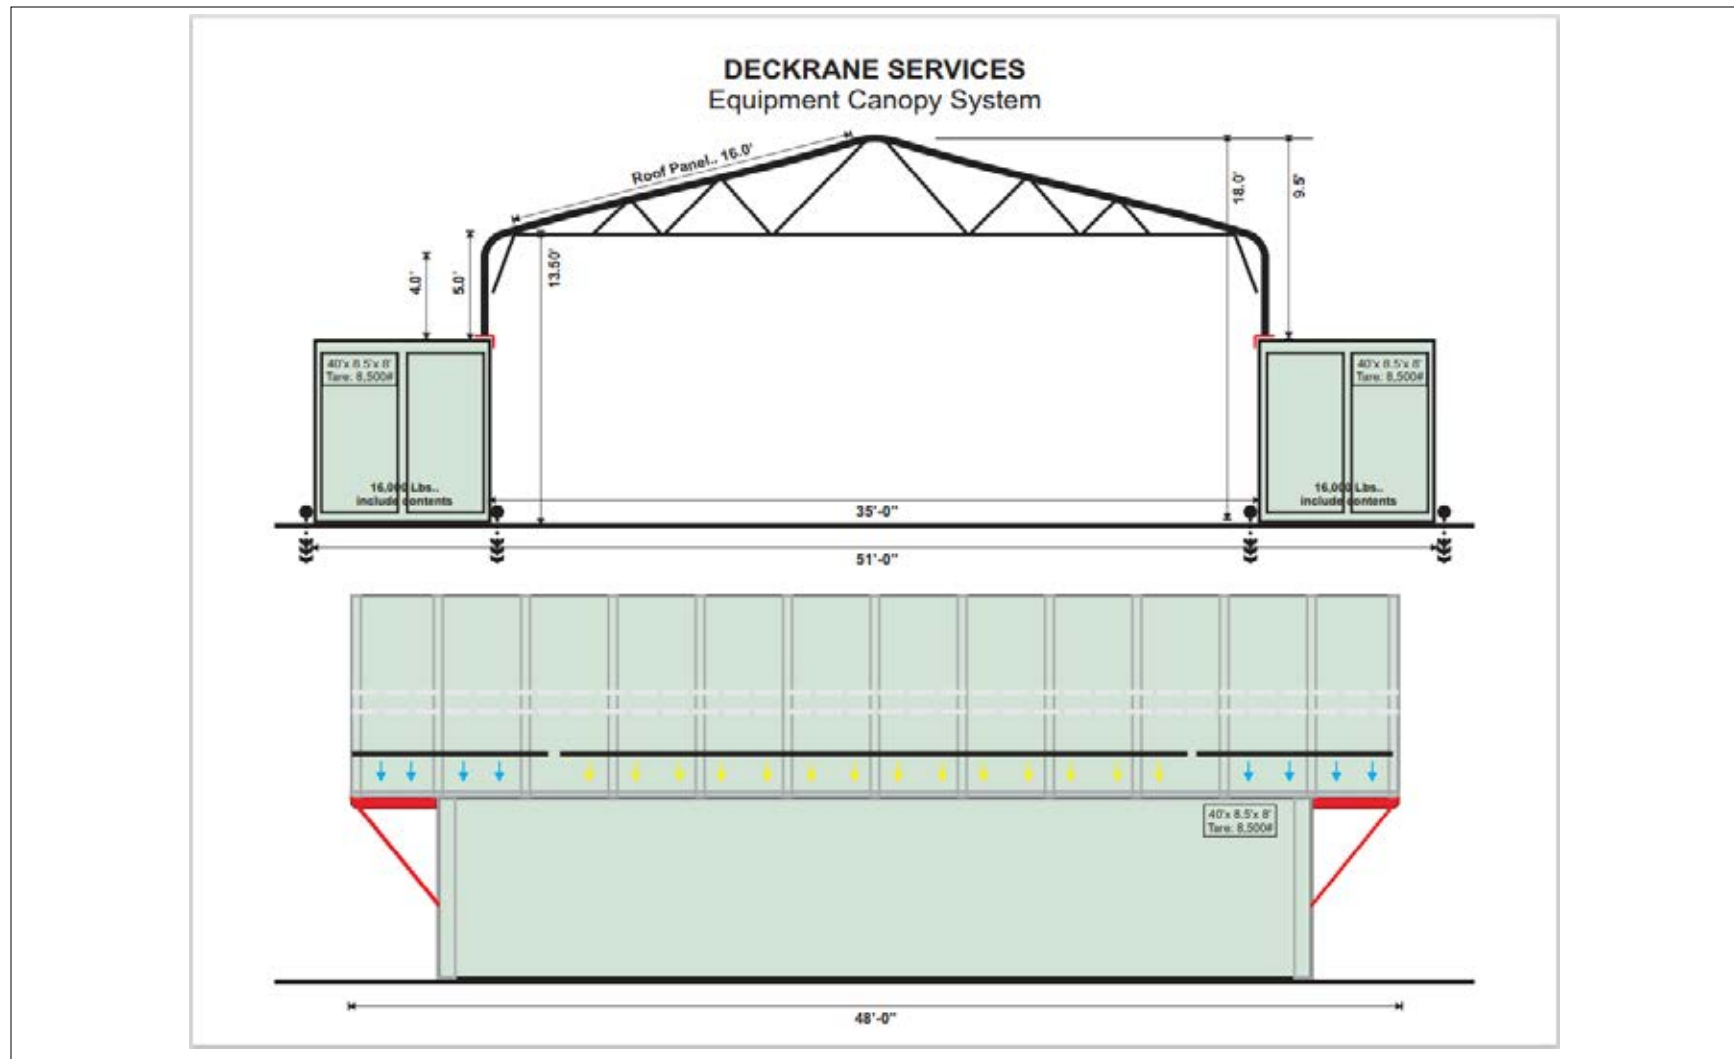 DECKRANE SERVICES
Equipment Canopy System
Roof Panel.. 16.0'
18.0'
9.5'
4.0'
5.0'
13.50'
40'x 8.5'x 8'
Tare: 8,500#
40'x 8.5'x 8'
Tare: 8,500#
16,000 Lbs..
include contents
16,000 Lbs..
include contents
35'-0"
51'-0"
40'x 8.5'x 8'
Tare: 8,500#
48'-0"